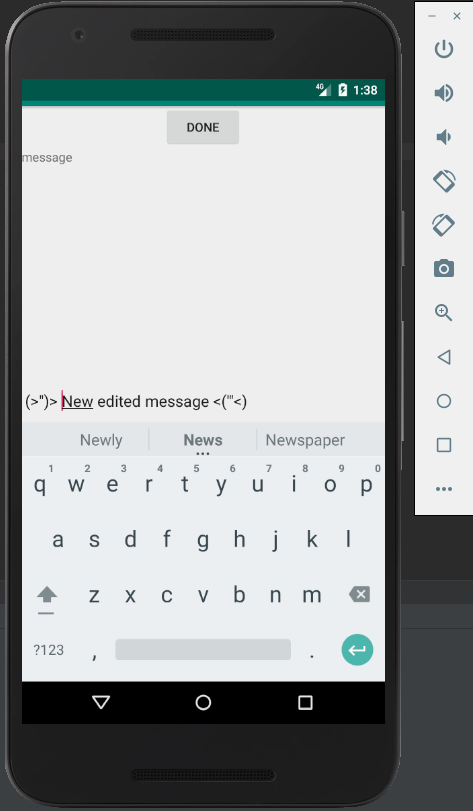 4G 1:38
DONE
message
(>")> New edited message <("'<)
Newly News Newspaper
1 2 3 4 5 6 7 8 9 0
q w e r t y u i o p
a s d f g h j k l
z x c v b n m
?123 , .